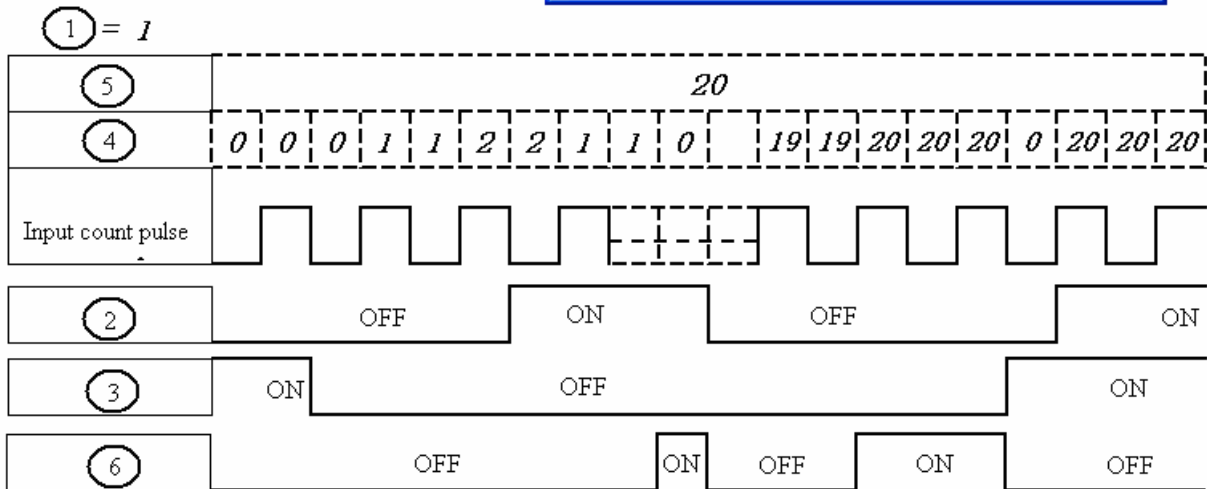 1 = 1
5 20
4 0 0 0 1 1 2 2 1 1 0 19 19 20 20 20 0 20 20 20
Input count pulse
2 OFF ON OFF ON
3 ON OFF ON
6 OFF ON OFF ON OFF